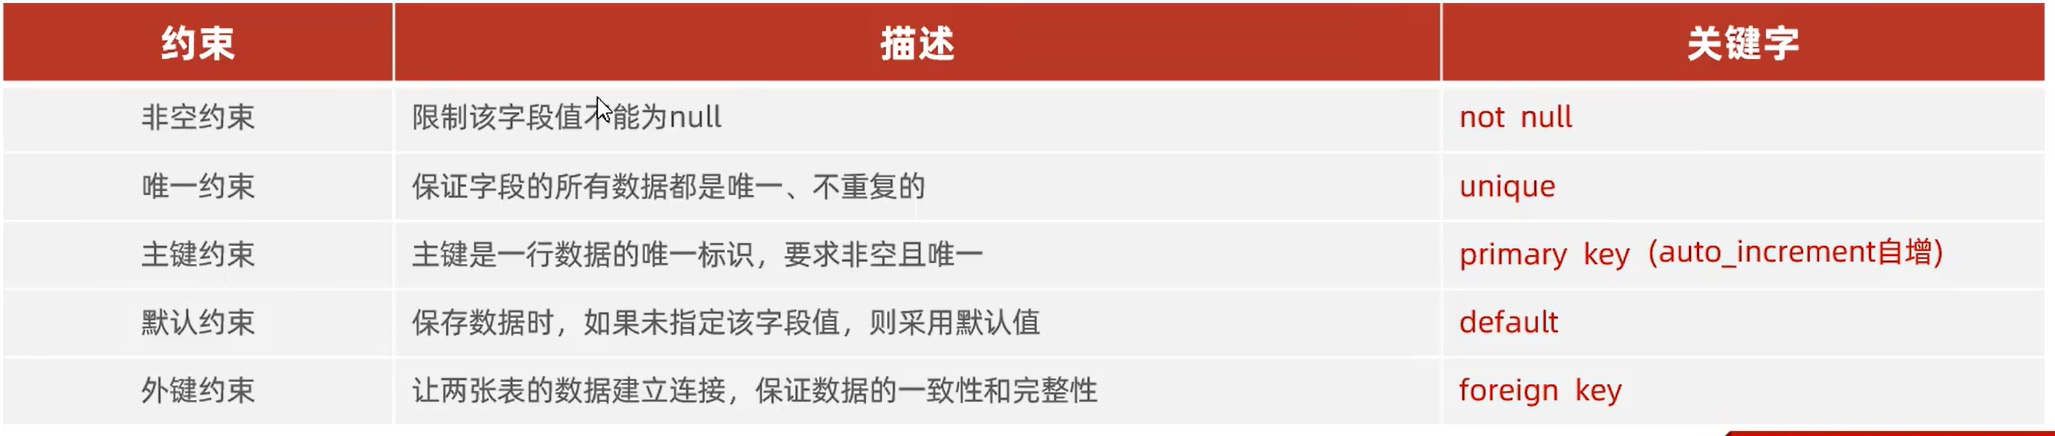 约束 描述 关键字
非空约束 限制该字段值不能为null not null
唯一约束 保证字段的所有数据都是唯一、不重复的 unique
主键约束 主键是一行数据的唯一标识，要求非空且唯一 primary key (auto_increment自增)
默认约束 保存数据时，如果未指定该字段值，则采用默认值 default
外键约束 让两张表的数据建立连接，保证数据的一致性和完整性 foreign key